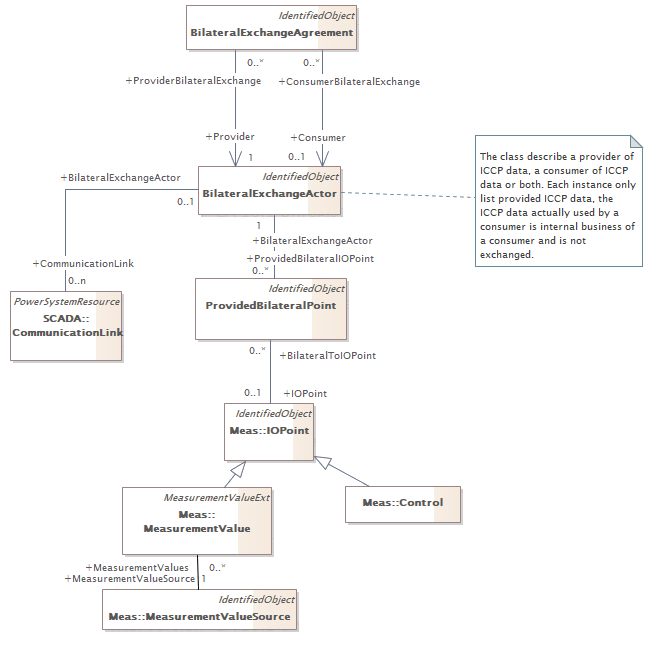 IdentifiedObject
BilateralExchangeAgreement
0..*
0..*
+ProviderBilateralExchange
+ConsumerBilateralExchange
+Provider
+Consumer
1
0..1
IdentifiedObject
BilateralExchangeActor
The class describe a provider of
ICCP data, a consumer of ICCP
data or both. Each instance only
list provided ICCP data, the
ICCP data actually used by a
consumer is internal business of
a consumer and is not
exchanged.
+BilateralExchangeActor
0..1
1
+BilateralExchangeActor
+ProvidedBilateralIOPoint
0..*
+CommunicationLink
0..n
PowerSystemResource
SCADA::
CommunicationLink
IdentifiedObject
ProvidedBilateralPoint
0..*
+BilateralToIOPoint
0..1
+IOPoint
IdentifiedObject
Meas::IOPoint
MeasurementValueExt
Meas::
MeasurementValue
Meas::Control
+MeasurementValues
0..*
+MeasurementValueSource
1
IdentifiedObject
Meas::MeasurementValueSource